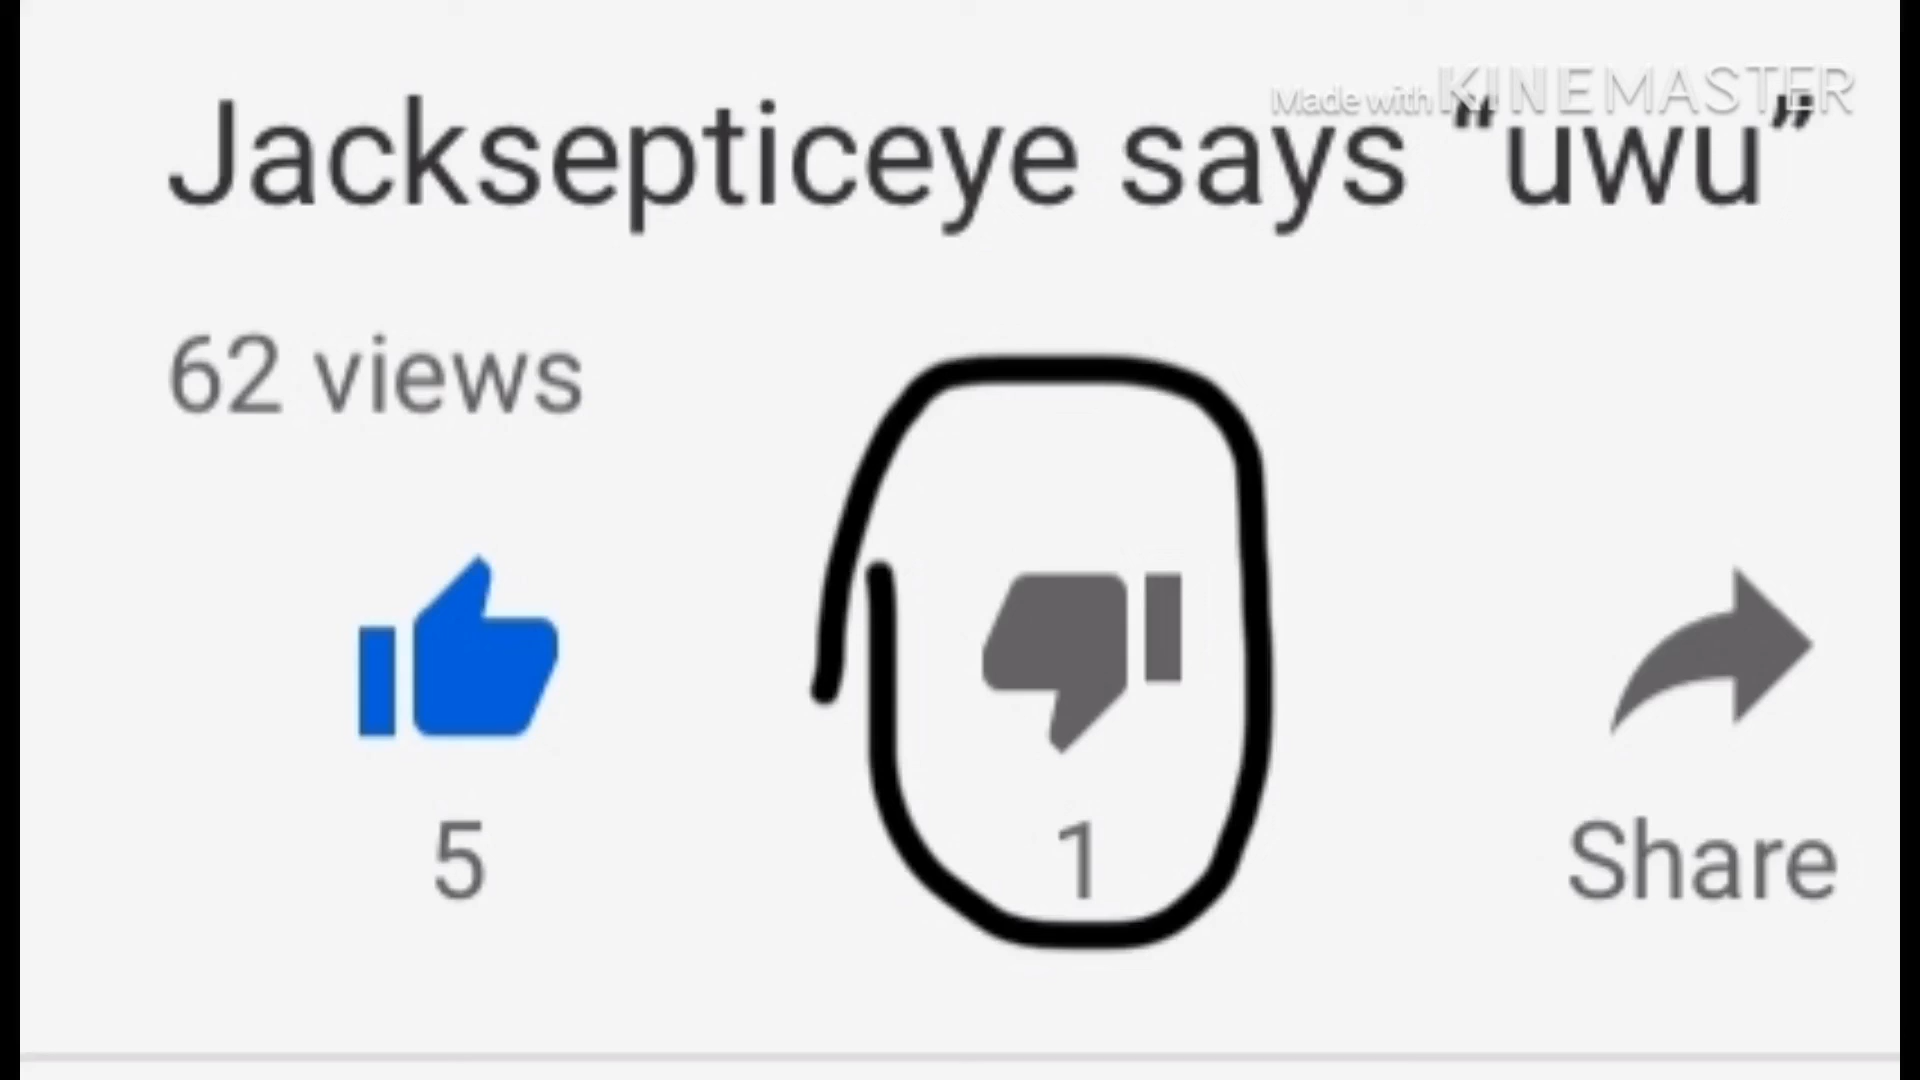 Made with KINEMASTER
Jacksepticeye says “uwu”
62 views
5
1
Share